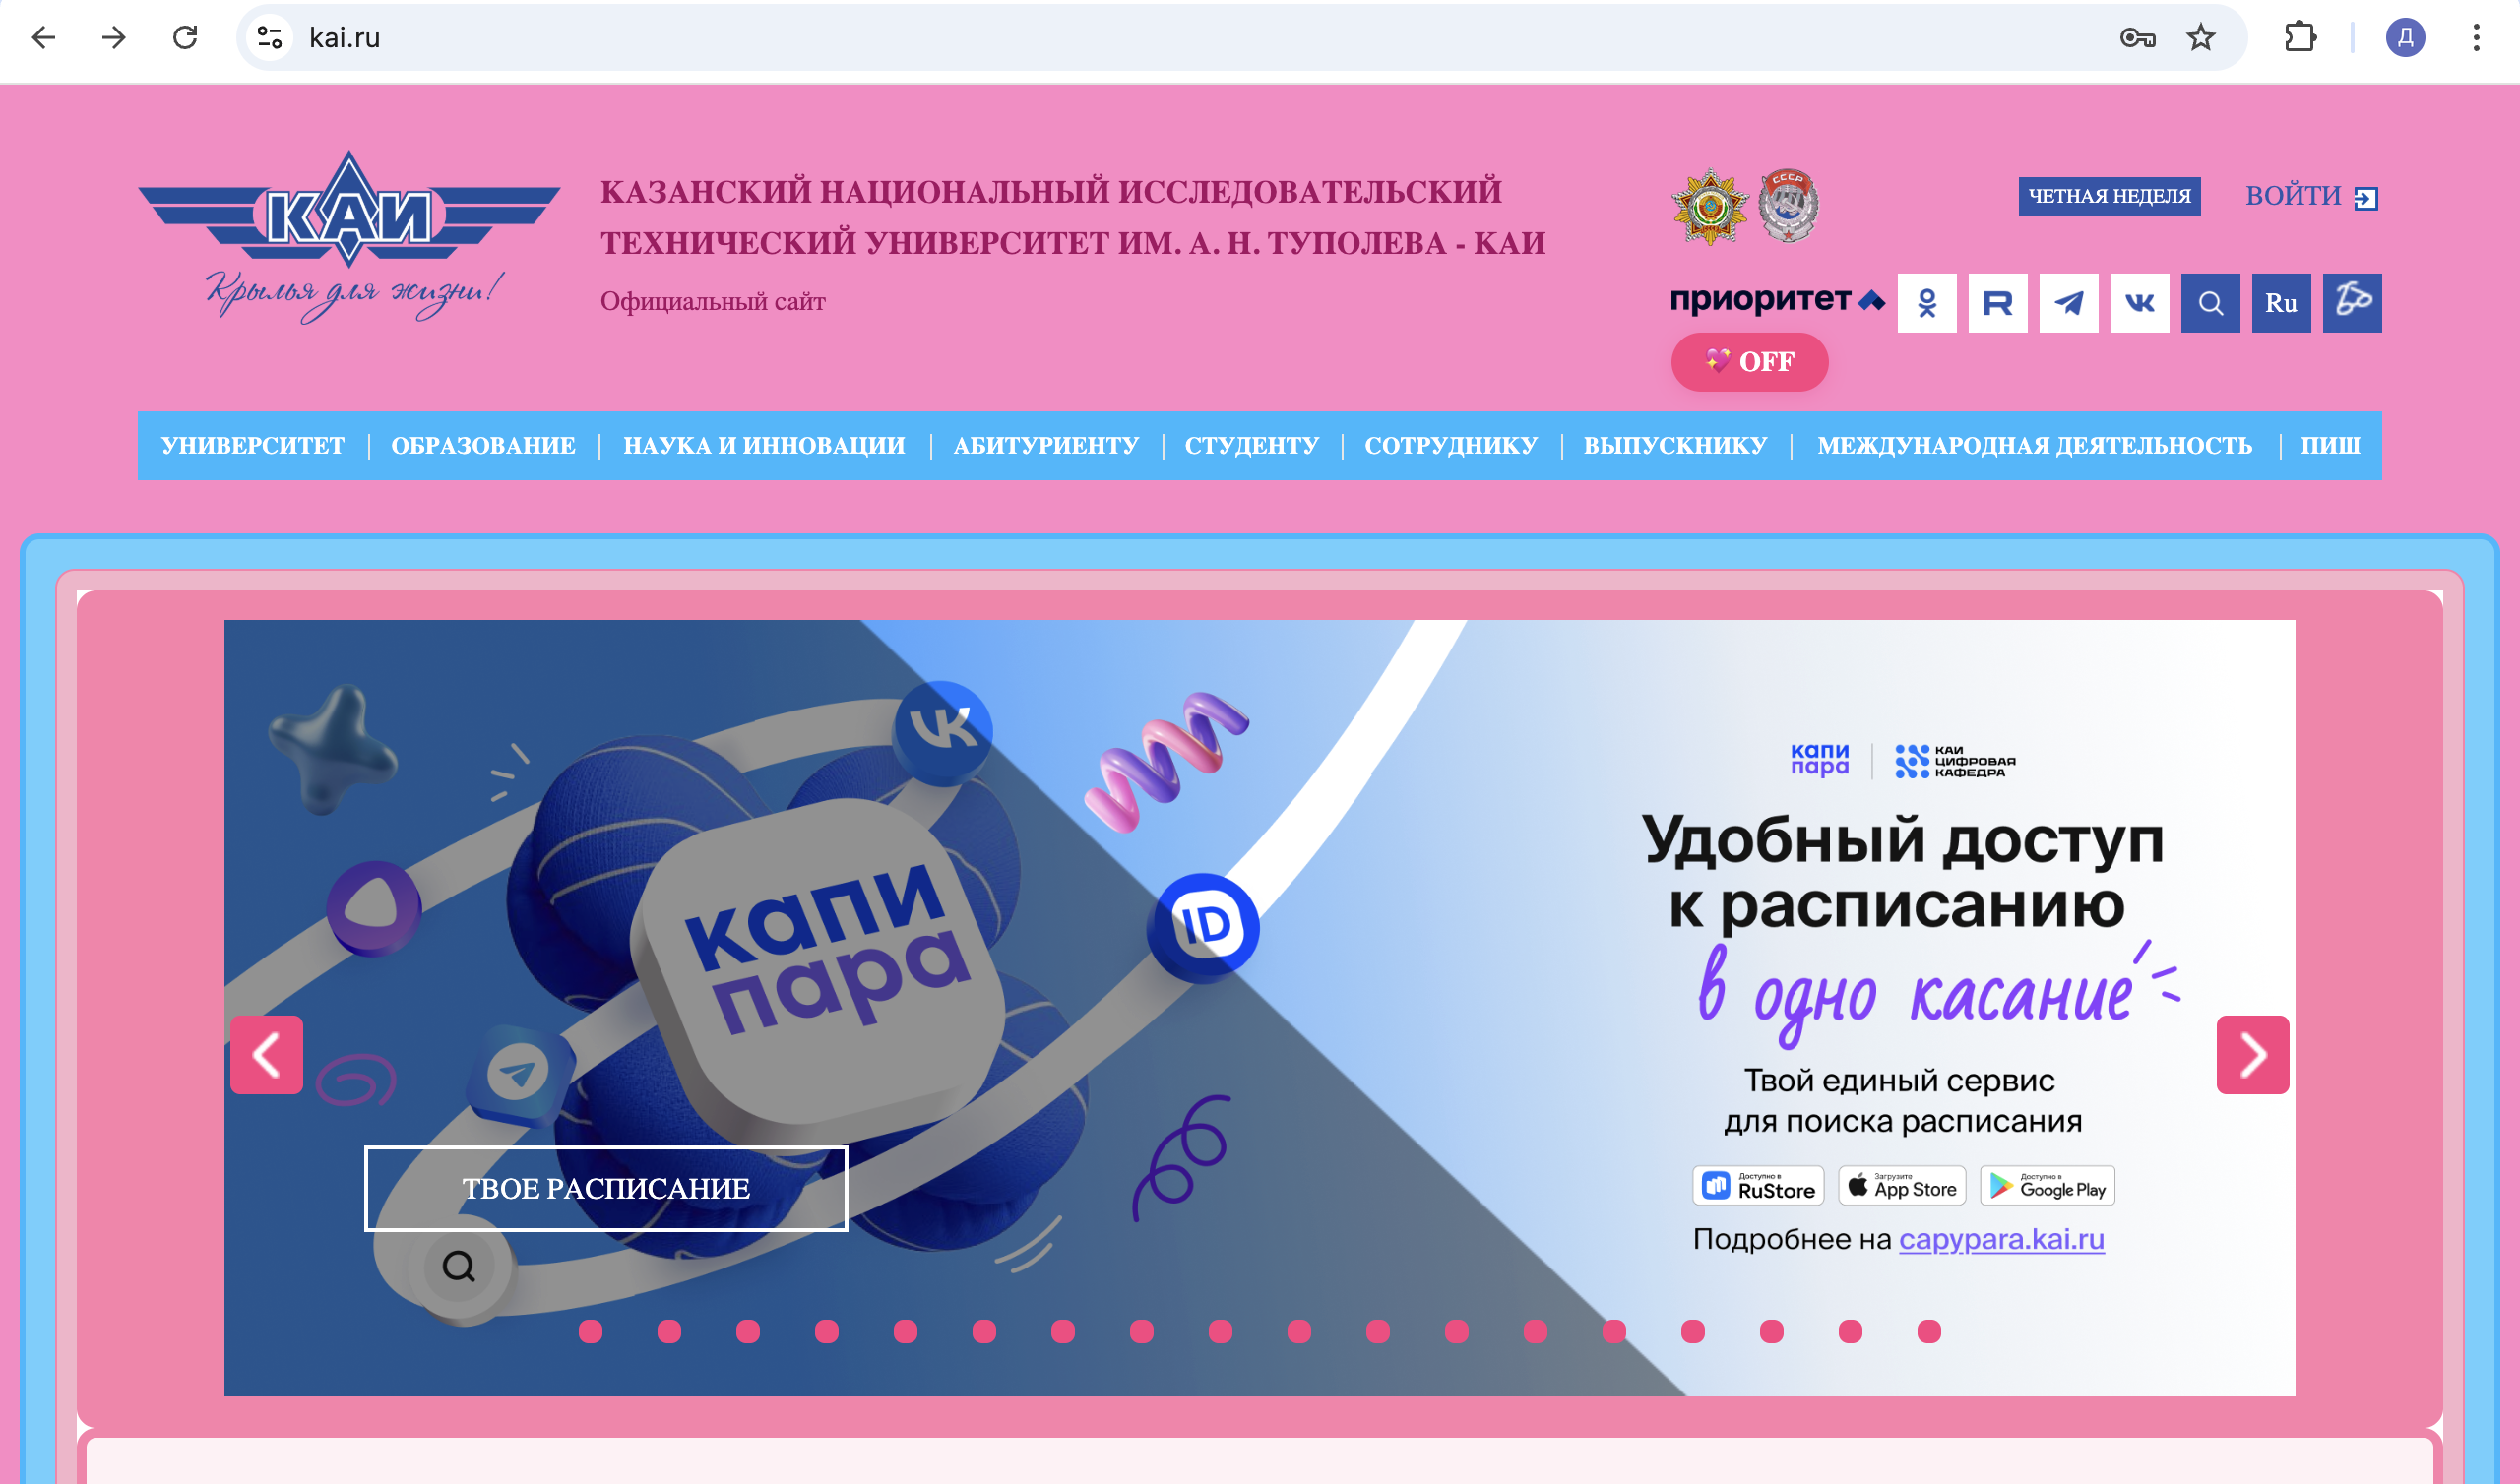 kai.ru
Д
КАИ
Крылья для жизни!
КАЗАНСКИЙ НАЦИОНАЛЬНЫЙ ИССЛЕДОВАТЕЛЬСКИЙ
ТЕХНИЧЕСКИЙ УНИВЕРСИТЕТ ИМ. А. Н. ТУПОЛЕВА - КАИ
Официальный сайт
СССР
ЧЕТНАЯ НЕДЕЛЯ
ВОЙТИ
приоритет
Ru
💖 OFF
УНИВЕРСИТЕТ | ОБРАЗОВАНИЕ | НАУКА И ИННОВАЦИИ | АБИТУРИЕНТУ | СТУДЕНТУ | СОТРУДНИКУ | ВЫПУСКНИКУ | МЕЖДУНАРОДНАЯ ДЕЯТЕЛЬНОСТЬ | ПИШ
капи
пара
ID
ТВОЕ РАСПИСАНИЕ
капи
пара
КАИ
ЦИФРОВАЯ
КАФЕДРА
Удобный доступ
к расписанию
в одно касание
Твой единый сервис
для поиска расписания
Доступно в
RuStore
Загрузите
App Store
Доступно в
Google Play
Подробнее на capypara.kai.ru